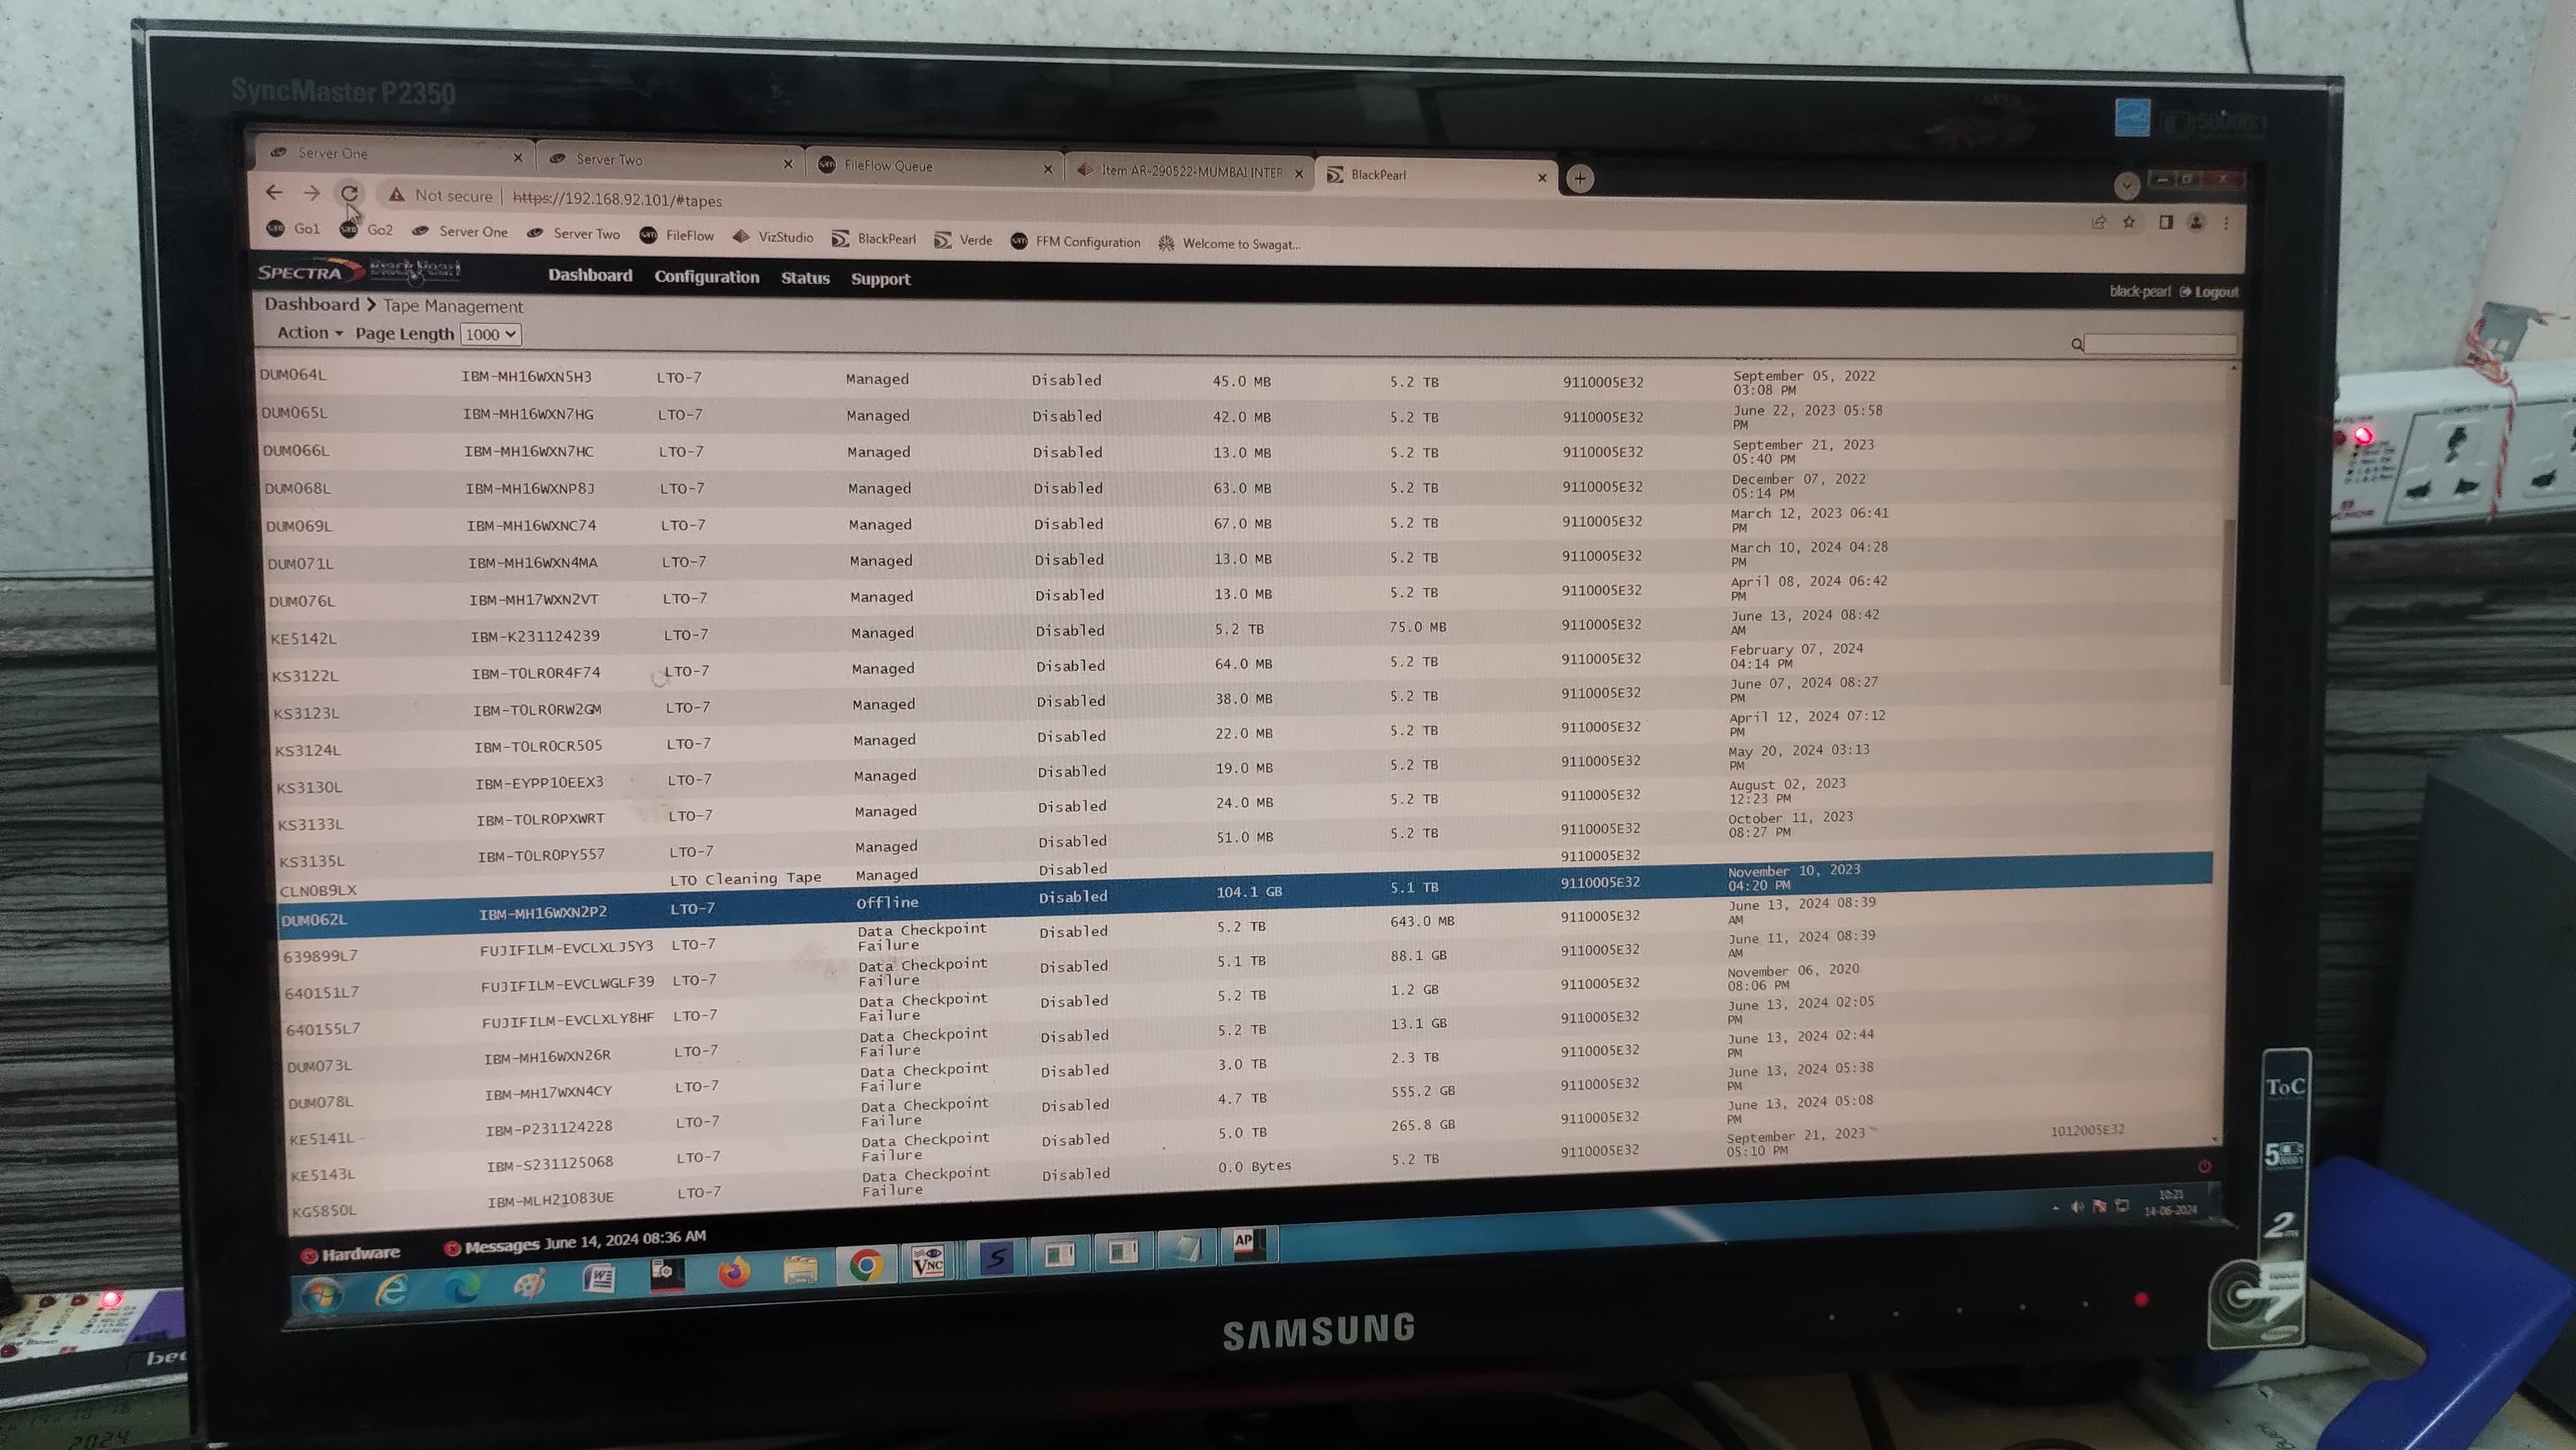 SyncMaster P2350
50000:1
Server One
Server Two
FileFlow Queue
Item AR-290522-MUMBAI INTER
BlackPearl
Not secure https://192.168.92.101/#tapes
Go1 Go2 Server One Server Two FileFlow VizStudio BlackPearl Verde FFM Configuration Welcome to Swagat...
SPECTRA BlackPearl Dashboard Configuration Status Support
black-pearl Logout
Dashboard > Tape Management
Action Page Length 1000
DUM064L IBM-MH16WXN5H3 LTO-7 Managed Disabled 45.0 MB 5.2 TB 9110005E32 September 05, 2022 03:08 PM
DUM065L IBM-MH16WXN7HG LTO-7 Managed Disabled 42.0 MB 5.2 TB 9110005E32 June 22, 2023 05:58 PM
DUM066L IBM-MH16WXN7HC LTO-7 Managed Disabled 13.0 MB 5.2 TB 9110005E32 September 21, 2023 05:40 PM
DUM068L IBM-MH16WXNP8J LTO-7 Managed Disabled 63.0 MB 5.2 TB 9110005E32 December 07, 2022 05:14 PM
DUM069L IBM-MH16WXNC74 LTO-7 Managed Disabled 67.0 MB 5.2 TB 9110005E32 March 12, 2023 06:41 PM
DUM071L IBM-MH16WXN4MA LTO-7 Managed Disabled 13.0 MB 5.2 TB 9110005E32 March 10, 2024 04:28 PM
DUM076L IBM-MH17WXN2VT LTO-7 Managed Disabled 13.0 MB 5.2 TB 9110005E32 April 08, 2024 06:42 PM
KE5142L IBM-K231124239 LTO-7 Managed Disabled 5.2 TB 75.0 MB 9110005E32 June 13, 2024 08:42 AM
KS3122L IBM-T0LR0R4F74 LTO-7 Managed Disabled 64.0 MB 5.2 TB 9110005E32 February 07, 2024 04:14 PM
KS3123L IBM-T0LR0RW2GM LTO-7 Managed Disabled 38.0 MB 5.2 TB 9110005E32 June 07, 2024 08:27 PM
KS3124L IBM-T0LR0CR505 LTO-7 Managed Disabled 22.0 MB 5.2 TB 9110005E32 April 12, 2024 07:12 PM
KS3130L IBM-EYPP10EEX3 LTO-7 Managed Disabled 19.0 MB 5.2 TB 9110005E32 May 20, 2024 03:13 PM
KS3133L IBM-T0LR0PXWRT LTO-7 Managed Disabled 24.0 MB 5.2 TB 9110005E32 August 02, 2023 12:23 PM
KS3135L IBM-T0LR0PY557 LTO-7 Managed Disabled 51.0 MB 5.2 TB 9110005E32 October 11, 2023 08:27 PM
CLN0B9LX LTO Cleaning Tape Managed Disabled 9110005E32
DUM062L IBM-MH16WXN2P2 LTO-7 Offline Disabled 104.1 GB 5.1 TB 9110005E32 November 10, 2023 04:20 PM
639899L7 FUJIFILM-EVCLXLJ5Y3 LTO-7 Data Checkpoint Failure Disabled 5.2 TB 643.0 MB 9110005E32 June 13, 2024 08:39 AM
640151L7 FUJIFILM-EVCLWGLF39 LTO-7 Data Checkpoint Failure Disabled 5.1 TB 88.1 GB 9110005E32 June 11, 2024 08:39 AM
640155L7 FUJIFILM-EVCLXLY8HF LTO-7 Data Checkpoint Failure Disabled 5.2 TB 1.2 GB 9110005E32 November 06, 2020 08:06 PM
DUM073L IBM-MH16WXN26R LTO-7 Data Checkpoint Failure Disabled 5.2 TB 13.1 GB 9110005E32 June 13, 2024 02:05 PM
DUM078L IBM-MH17WXN4CY LTO-7 Data Checkpoint Failure Disabled 3.0 TB 2.3 TB 9110005E32 June 13, 2024 02:44 PM
KE5141L IBM-P231124228 LTO-7 Data Checkpoint Failure Disabled 4.7 TB 555.2 GB 9110005E32 June 13, 2024 05:38 PM
KE5143L IBM-S231125068 LTO-7 Data Checkpoint Failure Disabled 5.0 TB 265.8 GB 9110005E32 June 13, 2024 05:08 PM
KG5850L IBM-MLH21083UE LTO-7 Data Checkpoint Failure Disabled 0.0 Bytes 5.2 TB 9110005E32 September 21, 2023 05:10 PM 1012005E32
Hardware Messages June 14, 2024 08:36 AM
10:21
14-06-2024
VNC
AP
SAMSUNG
ToC
2ms
COMPUTER
2024